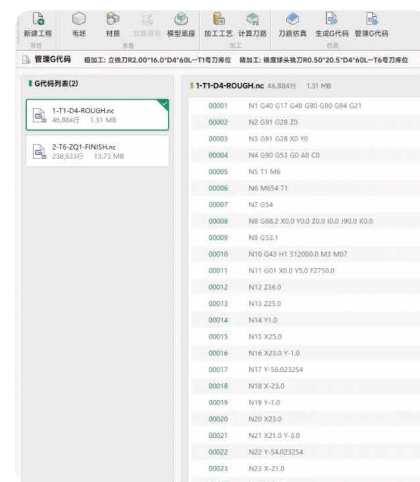 新建工程 毛坯 材质 模型底座 加工工艺 计算刀路 刀路仿真 生成G代码 管理G代码
项目 准备 加工 仿真
管理G代码 粗加工: 立铣刀R2.00*16.0*D4*60L--T1号刀库位 精加工: 锥度球头铣刀R0.50*20.5*D4*60L--T6号刀库位
G代码列表(2)
1-T1-D4-ROUGH.nc
46,884行 1.31 MB
2-T6-ZQ1-FINISH.nc
238,633行 13.73 MB
1-T1-D4-ROUGH.nc 46,884行 1.31 MB
00001 N1 G40 G17 G49 G80 G90 G94 G21
00002 N2 G91 G28 Z0
00003 N3 G91 G28 X0 Y0
00004 N4 G90 G53 G0 A0 C0
00005 N5 T1 M6
00006 N6 M654 T1
00007 N7 G54
00008 N8 G68.2 X0.0 Y0.0 Z0.0 I0.0 J90.0 K0.0
00009 N9 G53.1
00010 N10 G43 H1 S12000.0 M3 M07
00011 N11 G01 X0.0 Y5.0 F2750.0
00012 N12 Z36.0
00013 N13 Z25.0
00014 N14 Y1.0
00015 N15 X25.0
00016 N16 X23.0 Y-1.0
00017 N17 Y-56.023254
00018 N18 X-23.0
00019 N19 Y-1.0
00020 N20 X23.0
00021 N21 X21.0 Y-3.0
00022 N22 Y-54.023254
00023 N23 X-21.0